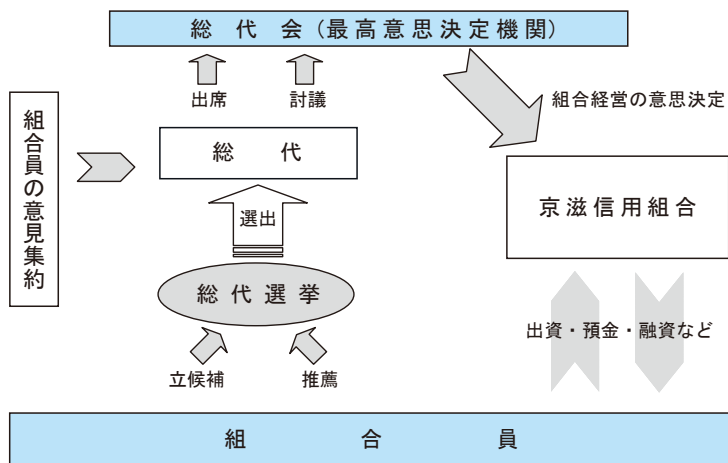 総代会（最高意思決定機関）
出席
討議
組合経営の意思決定
組合員の意見集約
総代
京滋信用組合
選出
総代選挙
出資・預金・融資など
立候補
推薦
組合員